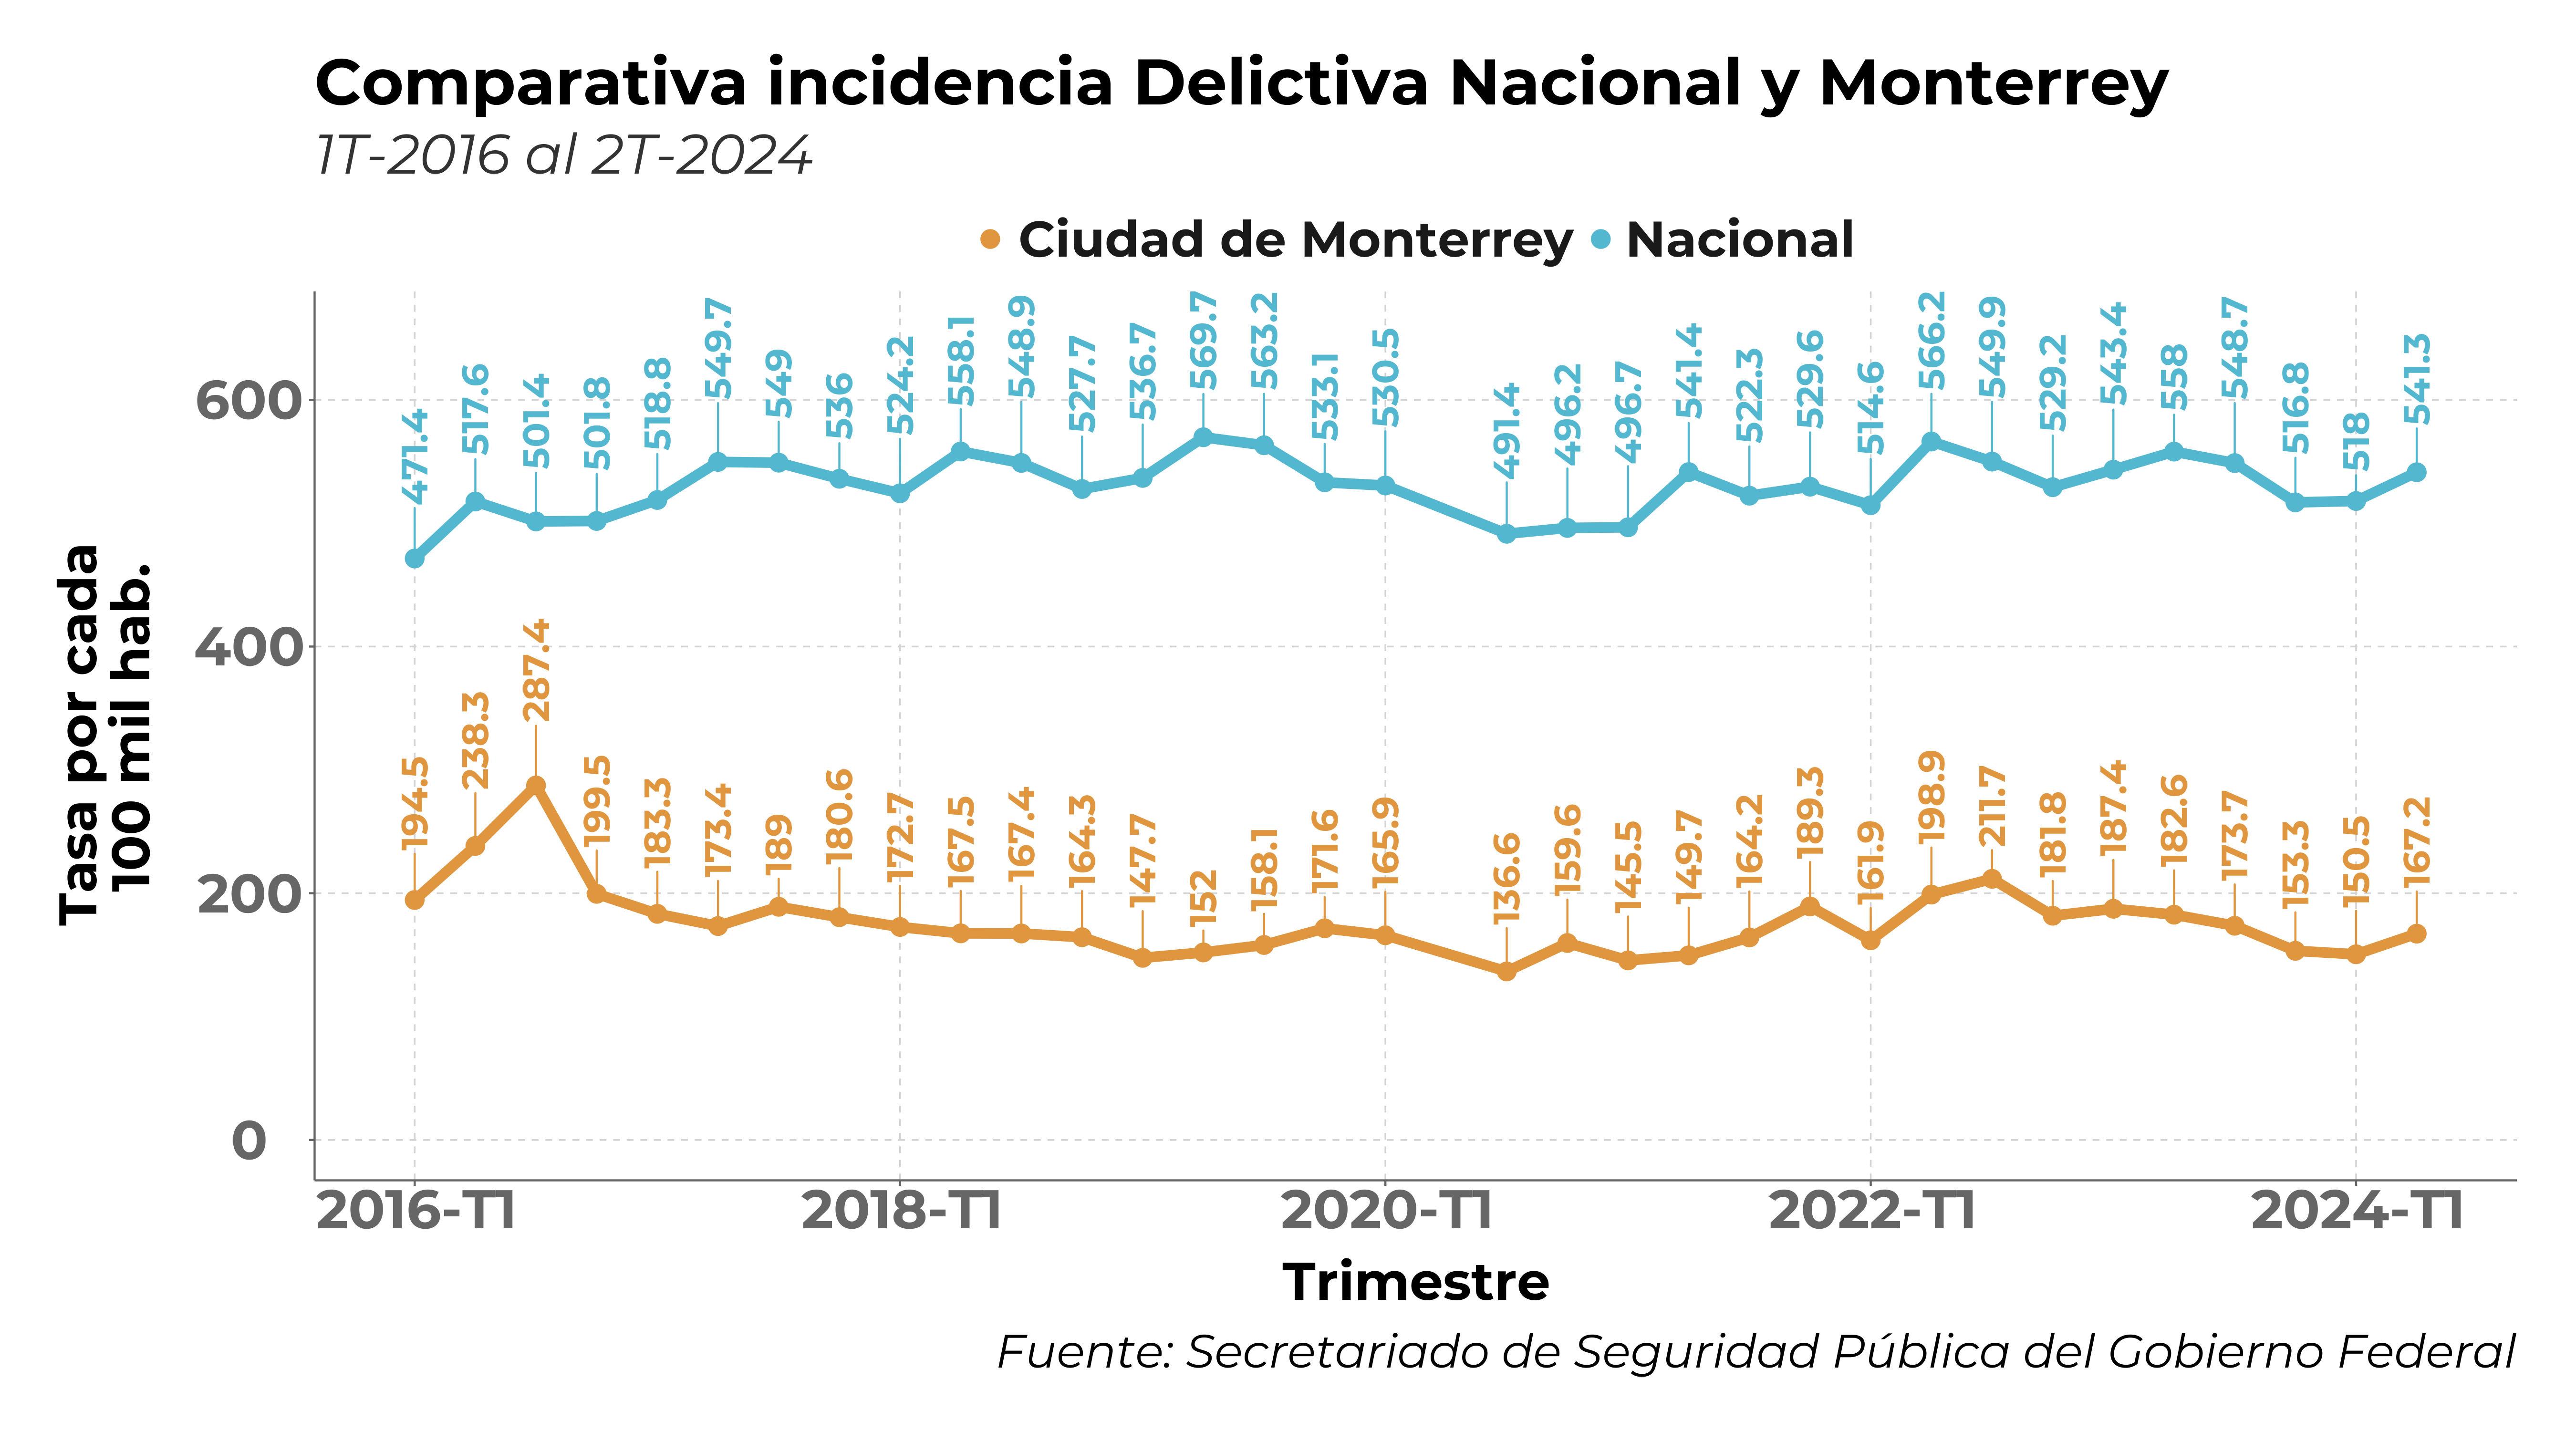 Comparativa incidencia Delictiva Nacional y Monterrey
1T-2016 al 2T-2024
Ciudad de Monterrey Nacional
Tasa por cada
100 mil hab.
600
400
200
0
471.4 517.6 501.4 501.8 518.8 549.7 549 536 524.2 558.1 548.9 527.7 536.7 569.7 563.2 533.1 530.5 491.4 496.2 496.7 541.4 522.3 529.6 514.6 566.2 549.9 529.2 543.4 558 548.7 516.8 518 541.3
194.5 238.3 287.4 199.5 183.3 173.4 189 180.6 172.7 167.5 167.4 164.3 147.7 152 158.1 171.6 165.9 136.6 159.6 145.5 149.7 164.2 189.3 161.9 198.9 211.7 181.8 187.4 182.6 173.7 153.3 150.5 167.2
2016-T1 2018-T1 2020-T1 2022-T1 2024-T1
Trimestre
Fuente: Secretariado de Seguridad Pública del Gobierno Federal